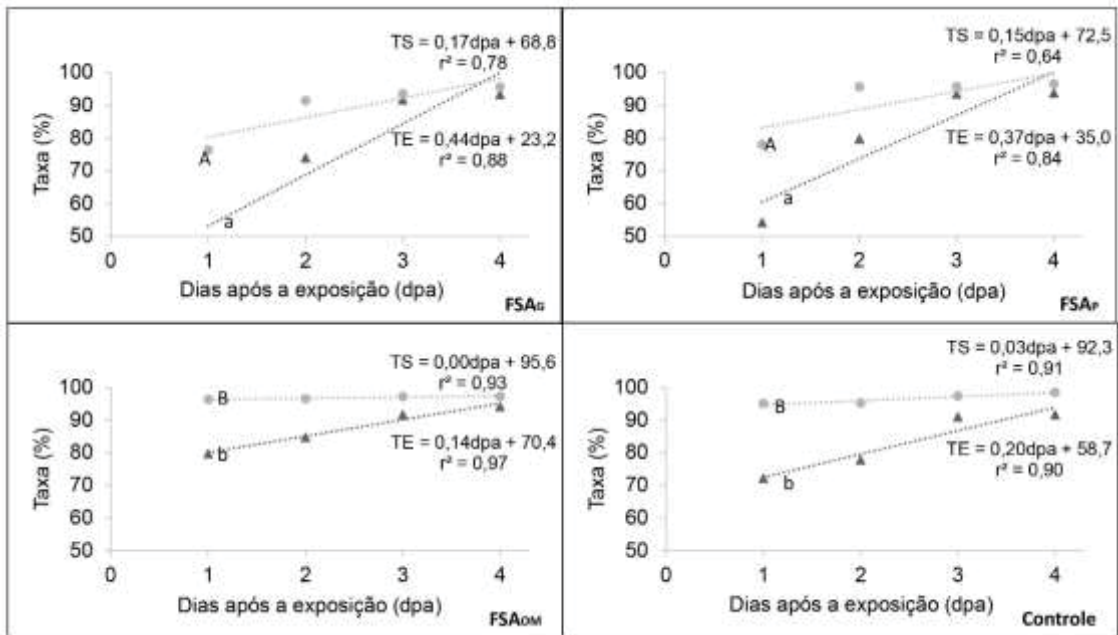 TS = 0,17dpa + 68,8
r² = 0,78
100
90
80
70
60
50
Taxa (%)
A
TE = 0,44dpa + 23,2
r² = 0,88
a
0 1 2 3 4
Dias após a exposição (dpa)
FSAG
TS = 0,15dpa + 72,5
r² = 0,64
100
90
80
70
60
50
Taxa (%)
A
TE = 0,37dpa + 35,0
r² = 0,84
a
0 1 2 3 4
Dias após a exposição (dpa)
FSAP
TS = 0,00dpa + 95,6
r² = 0,93
100
90
80
70
60
50
Taxa (%)
B
b
TE = 0,14dpa + 70,4
r² = 0,97
0 1 2 3 4
Dias após a exposição (dpa)
FSADM
TS = 0,03dpa + 92,3
r² = 0,91
100
90
80
70
60
50
Taxa (%)
B
TE = 0,20dpa + 58,7
r² = 0,90
b
0 1 2 3 4
Dias após a exposição (dpa)
Controle